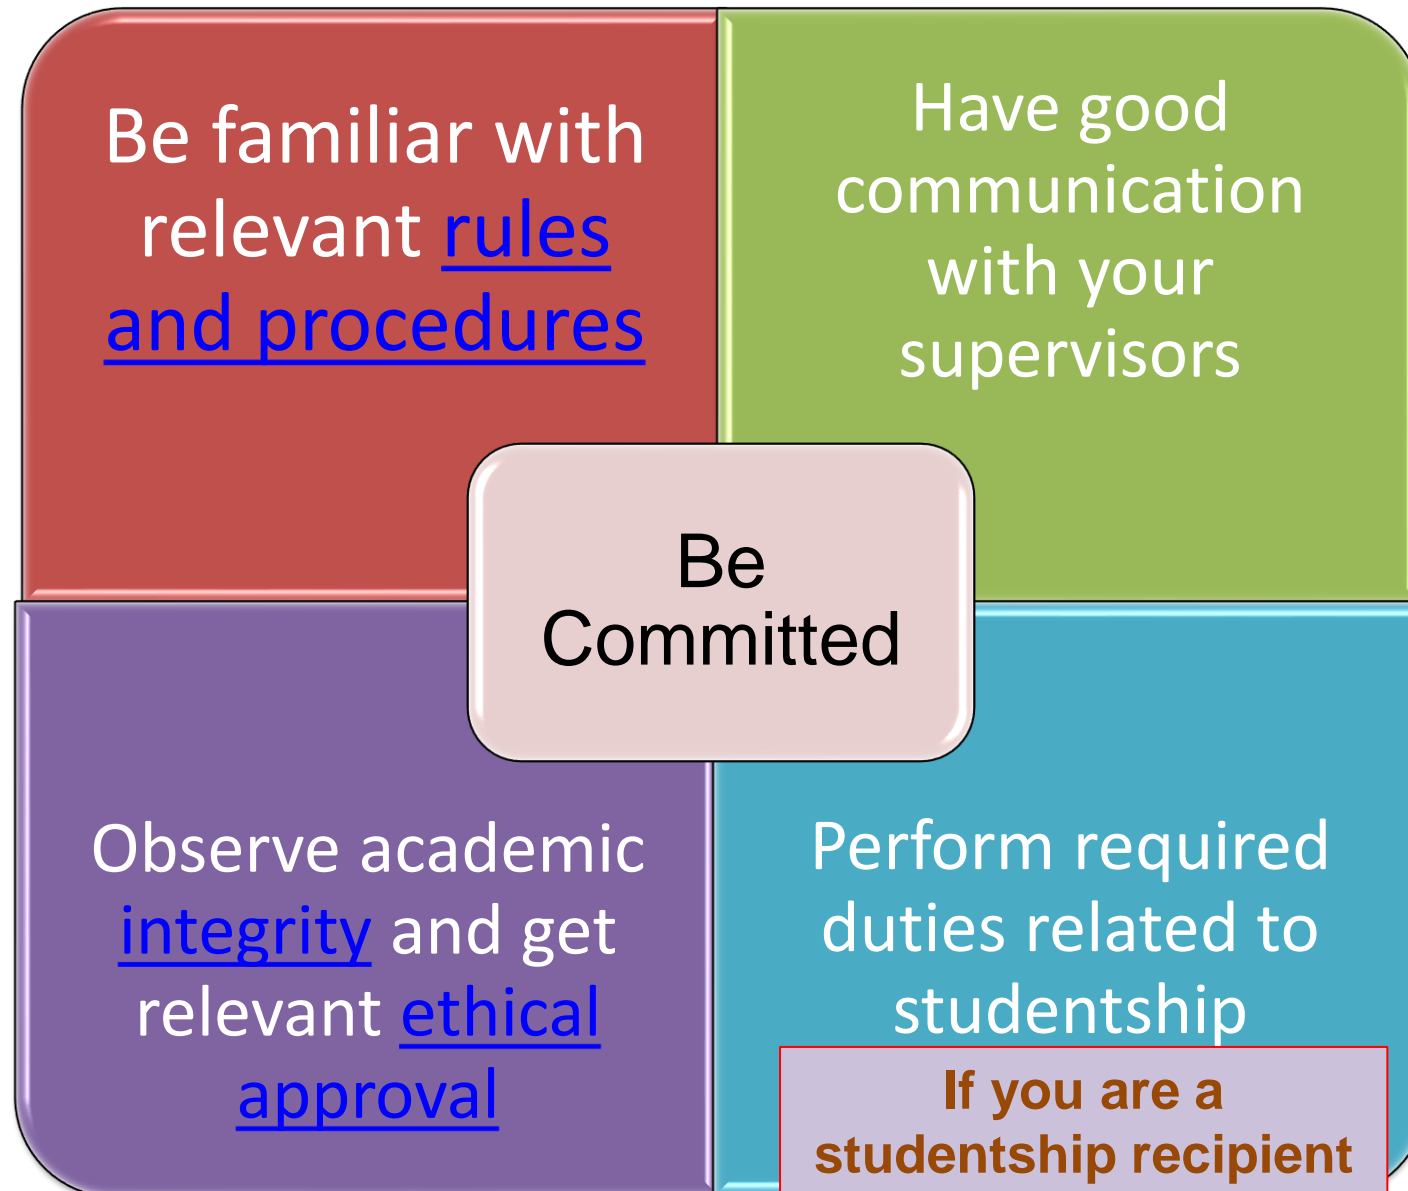 Be familiar with
relevant rules
and procedures
Have good
communication
with your
supervisors
Be
Committed
Observe academic
integrity and get
relevant ethical
approval
Perform required
duties related to
studentship
If you are a
studentship recipient